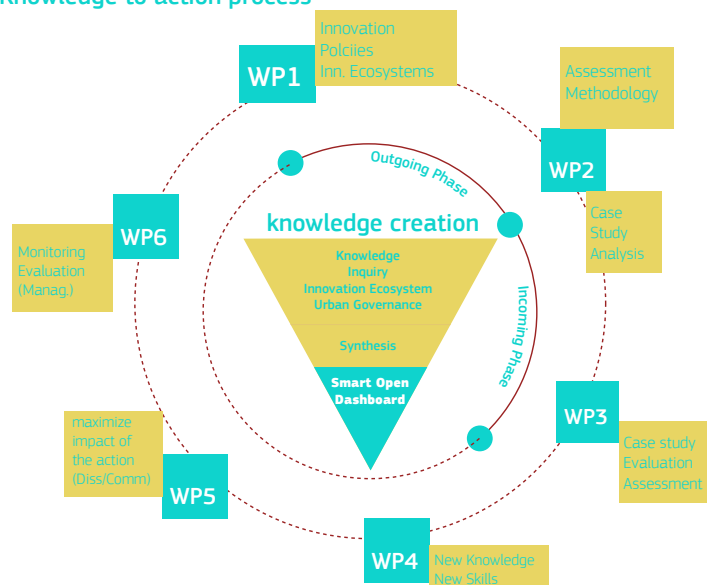 Knowledge to action process
WP1
Innovation
Polciies
Inn. Ecosystems
Assessment
Methodology
WP2
Case
Study
Analysis
Outgoing Phase
Incoming Phase
knowledge creation
Knowledge
Inquiry
Innovation Ecosystem
Urban Governance
Synthesis
Smart Open
Dashboard
WP3
Case study
Evaluation
Assessment
WP4
New Knowledge
New Skills
WP5
maximize
impact of
the action
(Diss/Comm)
WP6
Monitoring
Evaluation
(Manag.)